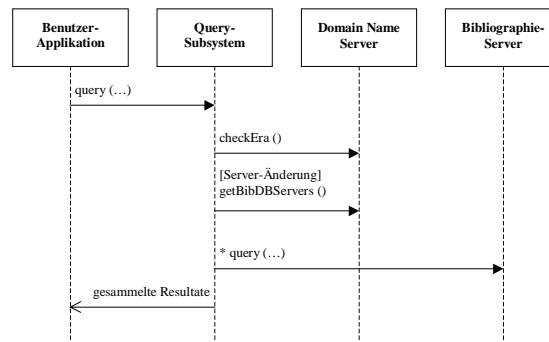 Benutzer-
Applikation
Query-
Subsystem
Domain Name
Server
Bibliographie-
Server
query (…)
checkEra ()
[Server-Änderung]
getBibDBServers ()
* query (…)
gesammelte Resultate